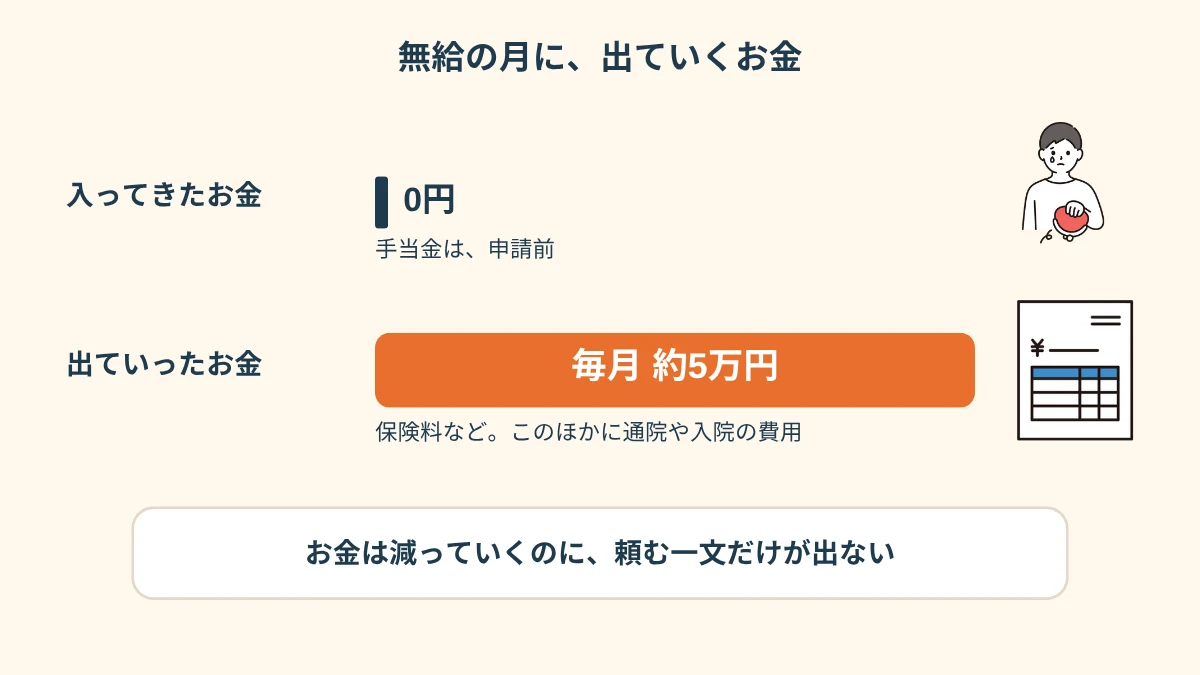 無給の月に、出ていくお金
入ってきたお金
0円
手当金は、申請前
出ていったお金
毎月 約5万円
保険料など。このほかに通院や入院の費用
¥
お金は減っていくのに、頼む一文だけが出ない